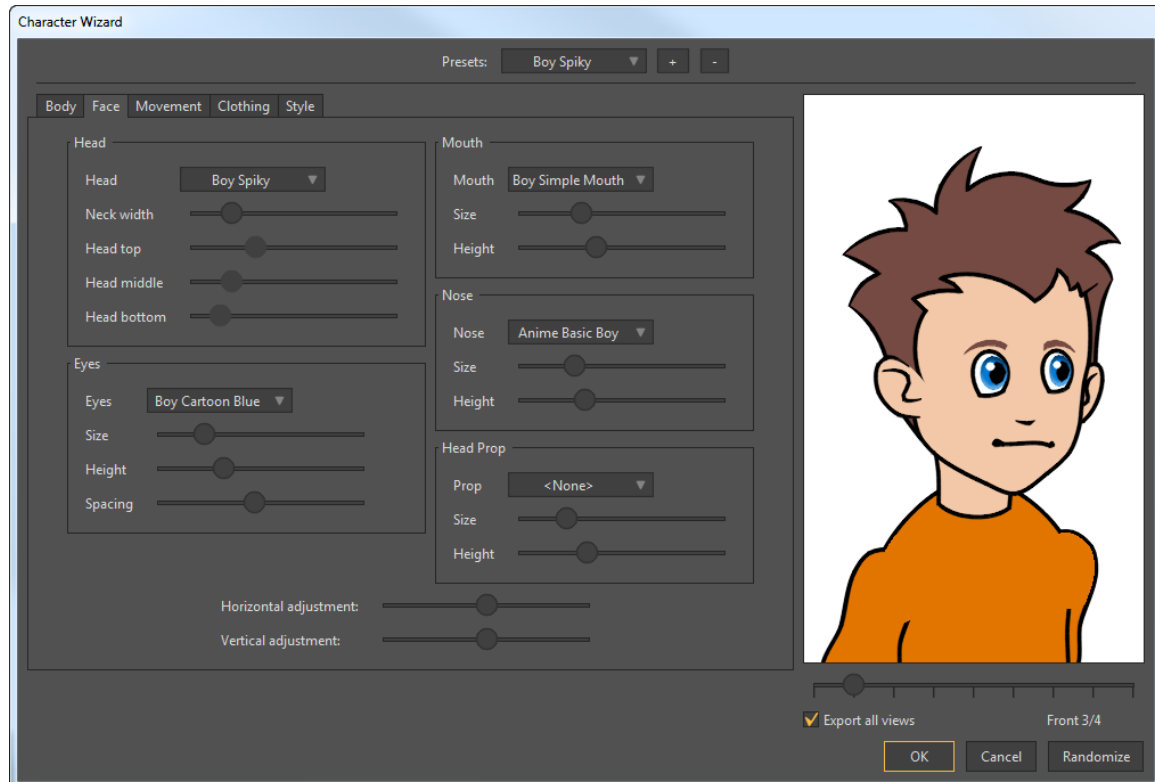 Character Wizard
Presets: Boy Spiky + -
Body Face Movement Clothing Style
Head
Head Boy Spiky
Neck width
Head top
Head middle
Head bottom
Eyes
Eyes Boy Cartoon Blue
Size
Height
Spacing
Mouth
Mouth Boy Simple Mouth
Size
Height
Nose
Nose Anime Basic Boy
Size
Height
Head Prop
Prop <None>
Size
Height
Horizontal adjustment:
Vertical adjustment:
Export all views Front 3/4
OK Cancel Randomize